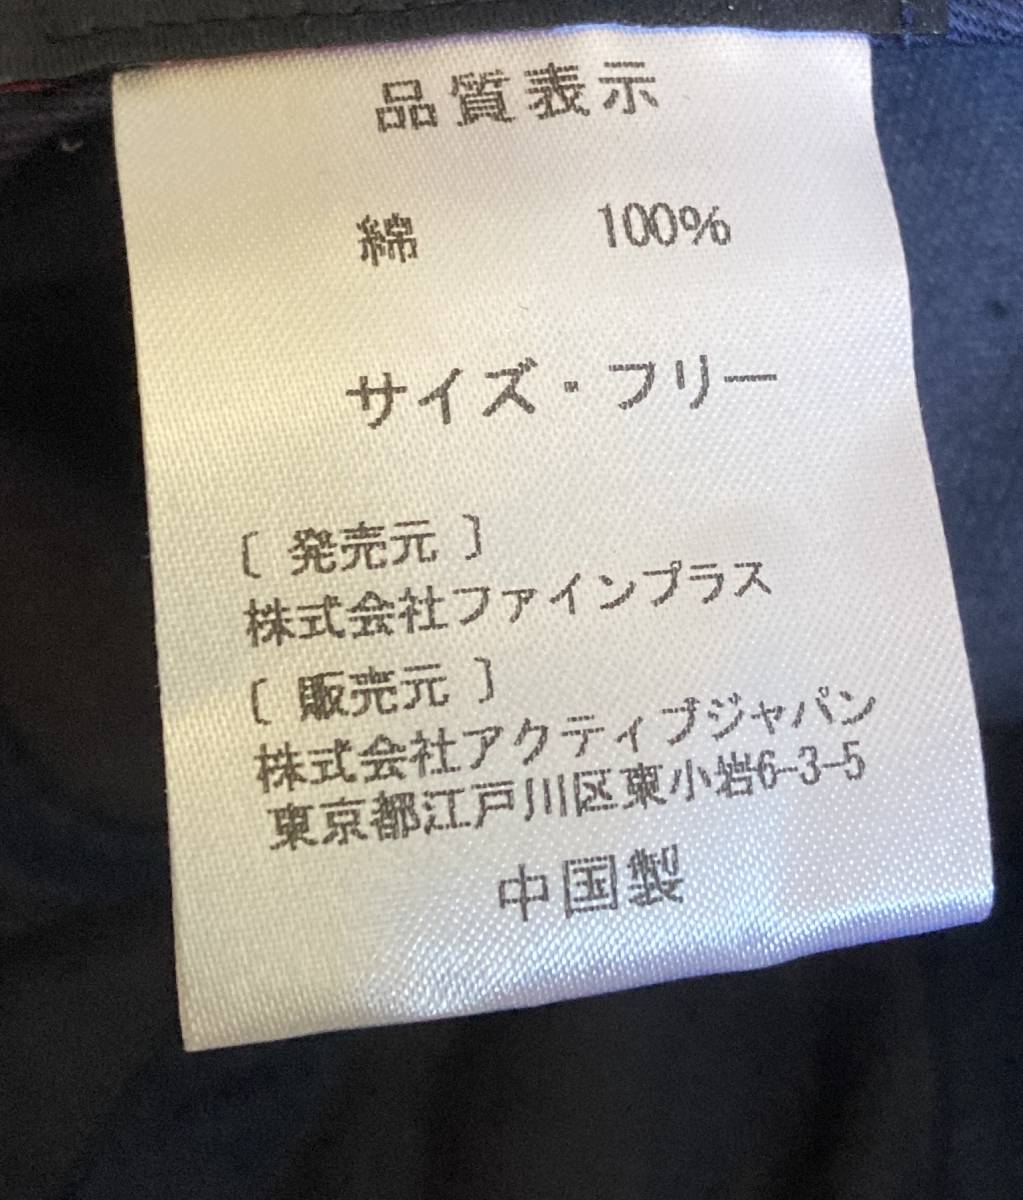 品質表示
綿 100%
サイズ・フリー
〔 発売元 〕
株式会社ファインプラス
〔 販売元 〕
株式会社アクティブジャパン
東京都江戸川区東小岩6-3-5
中国製